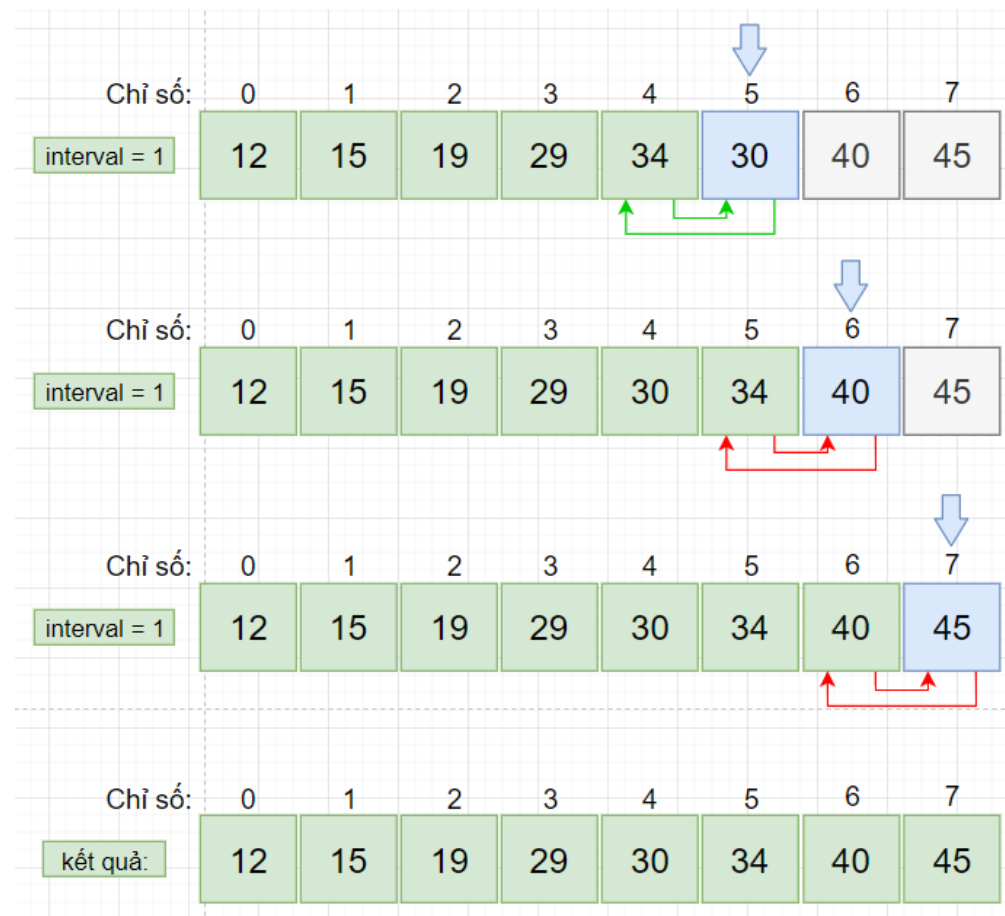 Chỉ số: 0 1 2 3 4 5 6 7
interval = 1 12 15 19 29 34 30 40 45
Chỉ số: 0 1 2 3 4 5 6 7
interval = 1 12 15 19 29 30 34 40 45
Chỉ số: 0 1 2 3 4 5 6 7
interval = 1 12 15 19 29 30 34 40 45
Chỉ số: 0 1 2 3 4 5 6 7
kết quả: 12 15 19 29 30 34 40 45